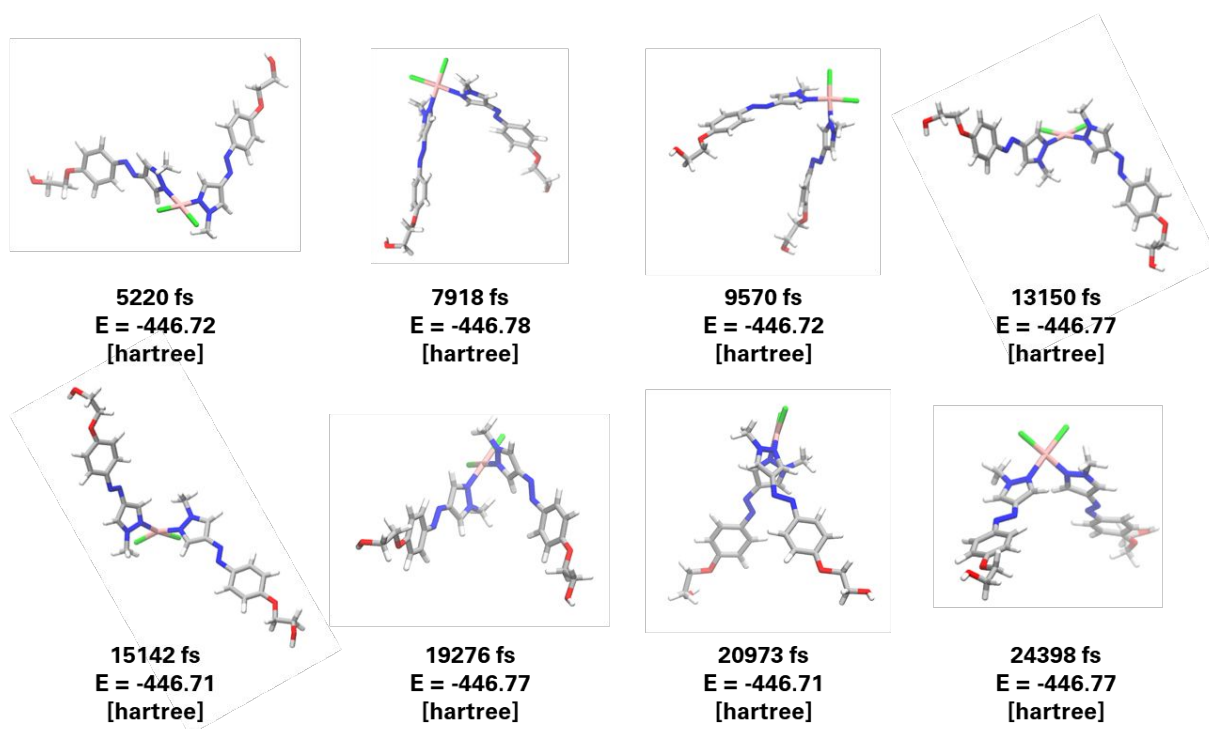 5220 fs
E = -446.72
[hartree]
7918 fs
E = -446.78
[hartree]
9570 fs
E = -446.72
[hartree]
13150 fs
E = -446.77
[hartree]
15142 fs
E = -446.71
[hartree]
19276 fs
E = -446.77
[hartree]
20973 fs
E = -446.71
[hartree]
24398 fs
E = -446.77
[hartree]